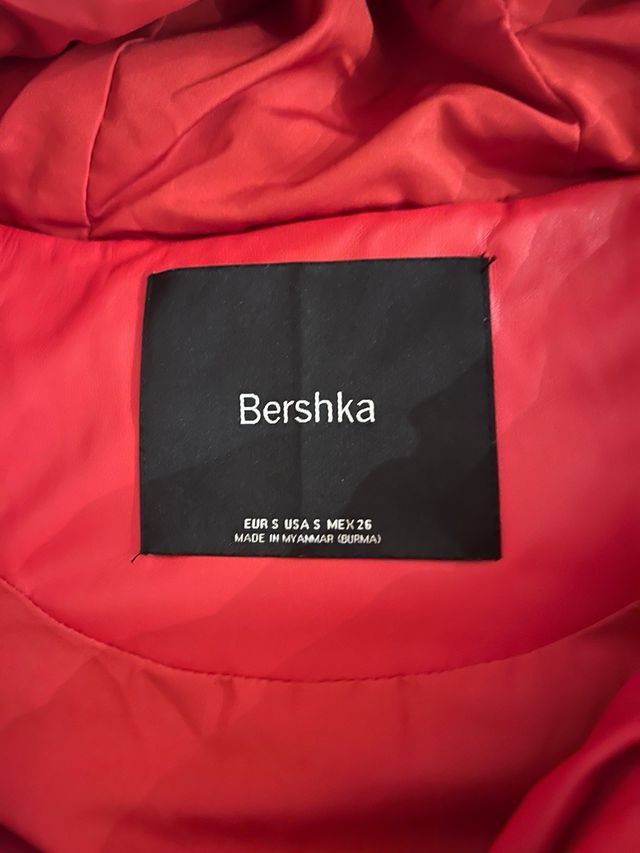 Bershka
EUR S USA S MEX 26
MADE IN MYANMAR (BURMA)